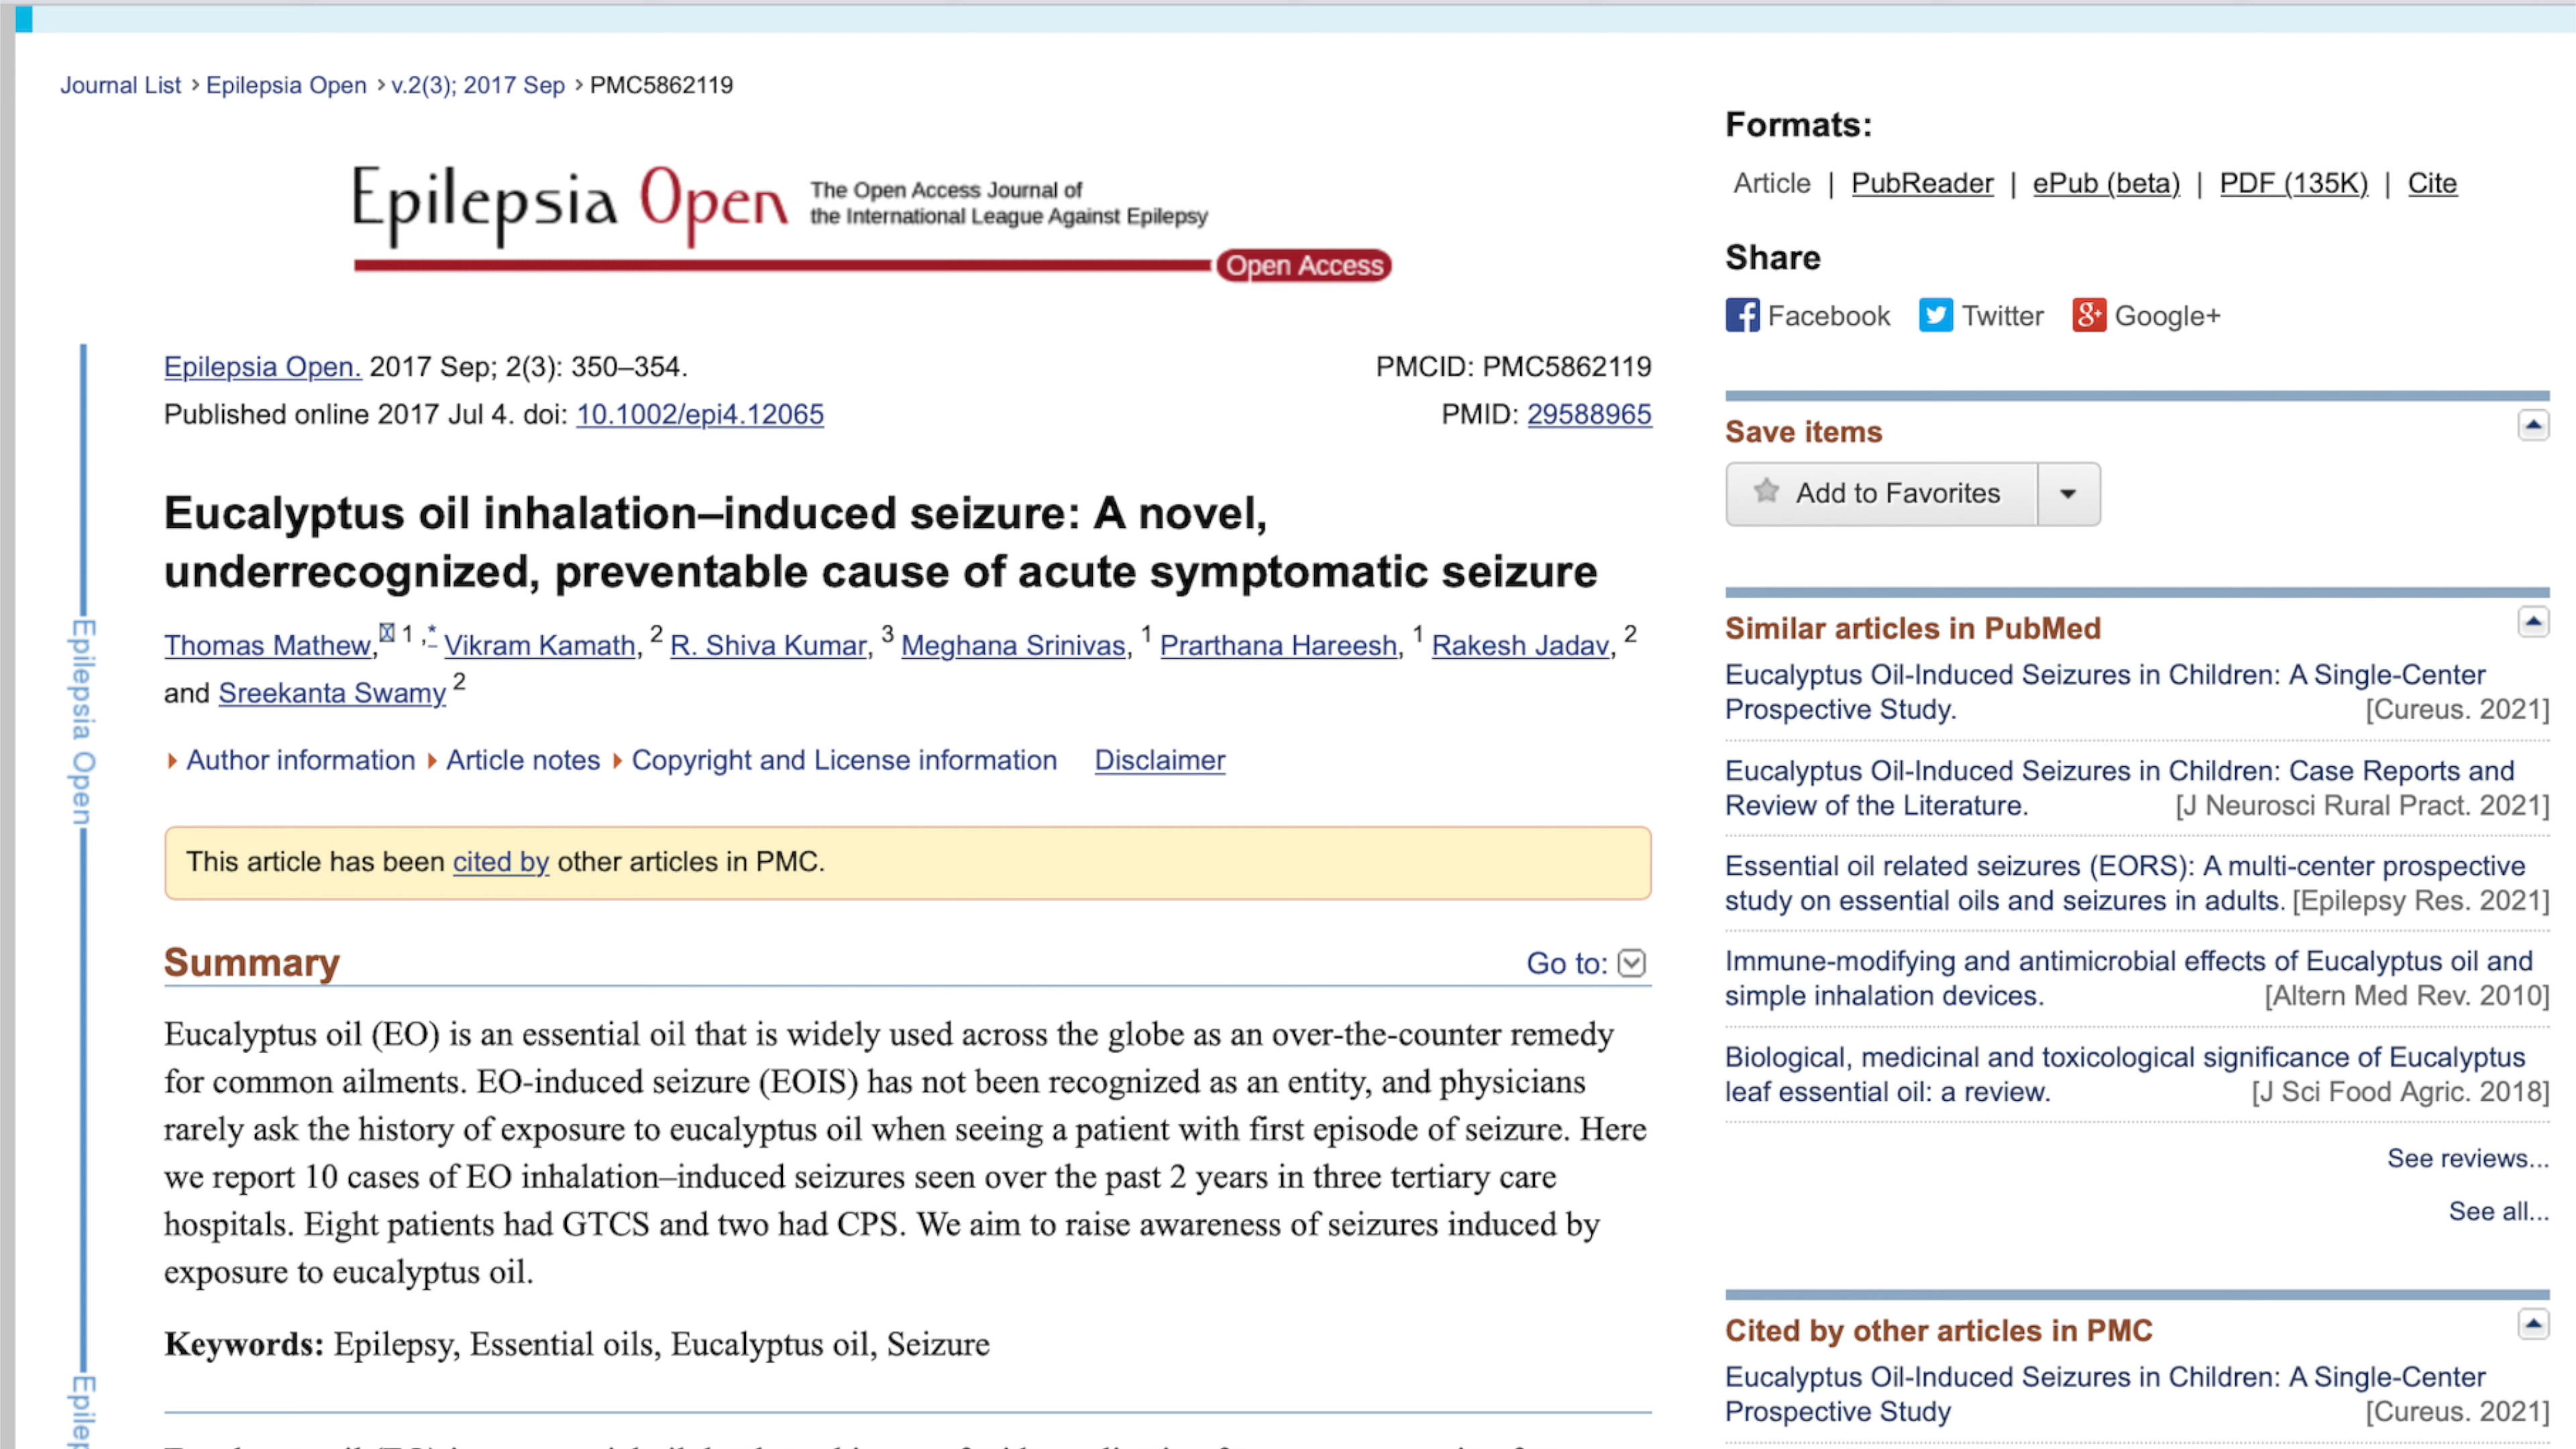 Journal List > Epilepsia Open > v.2(3); 2017 Sep > PMC5862119
Epilepsia Open
The Open Access Journal of
the International League Against Epilepsy
Open Access
Epilepsia Open. 2017 Sep; 2(3): 350–354.
PMCID: PMC5862119
Published online 2017 Jul 4. doi: 10.1002/epi4.12065
PMID: 29588965
Eucalyptus oil inhalation–induced seizure: A novel,
underrecognized, preventable cause of acute symptomatic seizure
Thomas Mathew, 1 ,* Vikram Kamath, 2 R. Shiva Kumar, 3 Meghana Srinivas, 1 Prarthana Hareesh, 1 Rakesh Jadav, 2
and Sreekanta Swamy 2
Author information Article notes Copyright and License information Disclaimer
This article has been cited by other articles in PMC.
Summary
Go to:
Eucalyptus oil (EO) is an essential oil that is widely used across the globe as an over-the-counter remedy
for common ailments. EO-induced seizure (EOIS) has not been recognized as an entity, and physicians
rarely ask the history of exposure to eucalyptus oil when seeing a patient with first episode of seizure. Here
we report 10 cases of EO inhalation–induced seizures seen over the past 2 years in three tertiary care
hospitals. Eight patients had GTCS and two had CPS. We aim to raise awareness of seizures induced by
exposure to eucalyptus oil.
Keywords: Epilepsy, Essential oils, Eucalyptus oil, Seizure
Epilepsia Open
Formats:
Article | PubReader | ePub (beta) | PDF (135K) | Cite
Share
Facebook Twitter Google+
Save items
Add to Favorites
Similar articles in PubMed
Eucalyptus Oil-Induced Seizures in Children: A Single-Center
Prospective Study. [Cureus. 2021]
Eucalyptus Oil-Induced Seizures in Children: Case Reports and
Review of the Literature. [J Neurosci Rural Pract. 2021]
Essential oil related seizures (EORS): A multi-center prospective
study on essential oils and seizures in adults. [Epilepsy Res. 2021]
Immune-modifying and antimicrobial effects of Eucalyptus oil and
simple inhalation devices. [Altern Med Rev. 2010]
Biological, medicinal and toxicological significance of Eucalyptus
leaf essential oil: a review. [J Sci Food Agric. 2018]
See reviews...
See all...
Cited by other articles in PMC
Eucalyptus Oil-Induced Seizures in Children: A Single-Center
Prospective Study [Cureus. 2021]